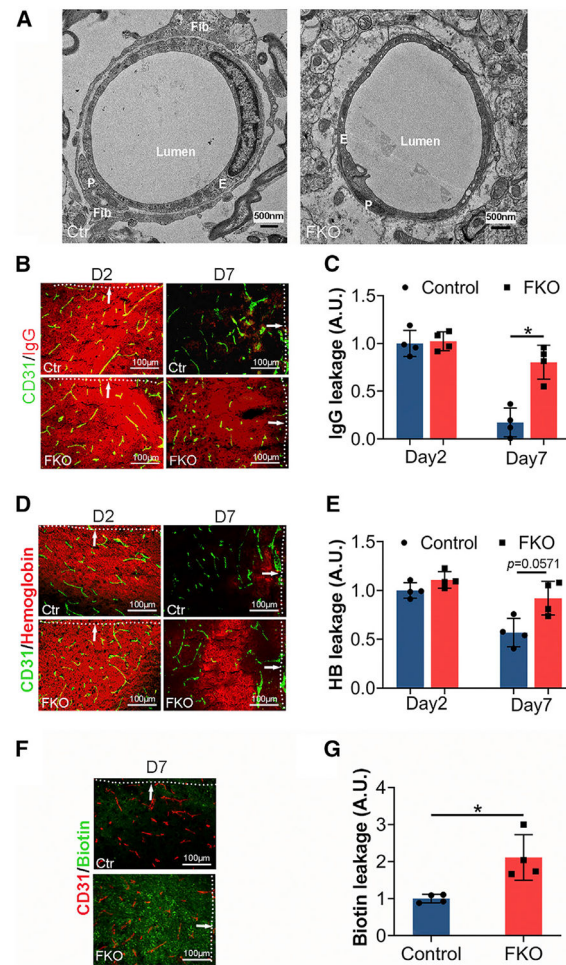 A
Fib
Lumen
P
E
Fib
Ctr
500nm
E
Lumen
P
FKO
500nm
B
D2
D7
CD31/IgG
Ctr
100µm
Ctr
100µm
FKO
100µm
FKO
100µm
C
Control
FKO
IgG leakage (A.U.)
1.5
*
1.0
0.5
0.0
Day2
Day7
D
D2
D7
CD31/Hemoglobin
Ctr
100µm
Ctr
100µm
FKO
100µm
FKO
100µm
E
Control
FKO
HB leakage (A.U.)
1.5
p=0.0571
1.0
0.5
0.0
Day2
Day7
F
D7
CD31/Biotin
Ctr
100µm
FKO
100µm
G
Biotin leakage (A.U.)
4
*
3
2
1
0
Control
FKO